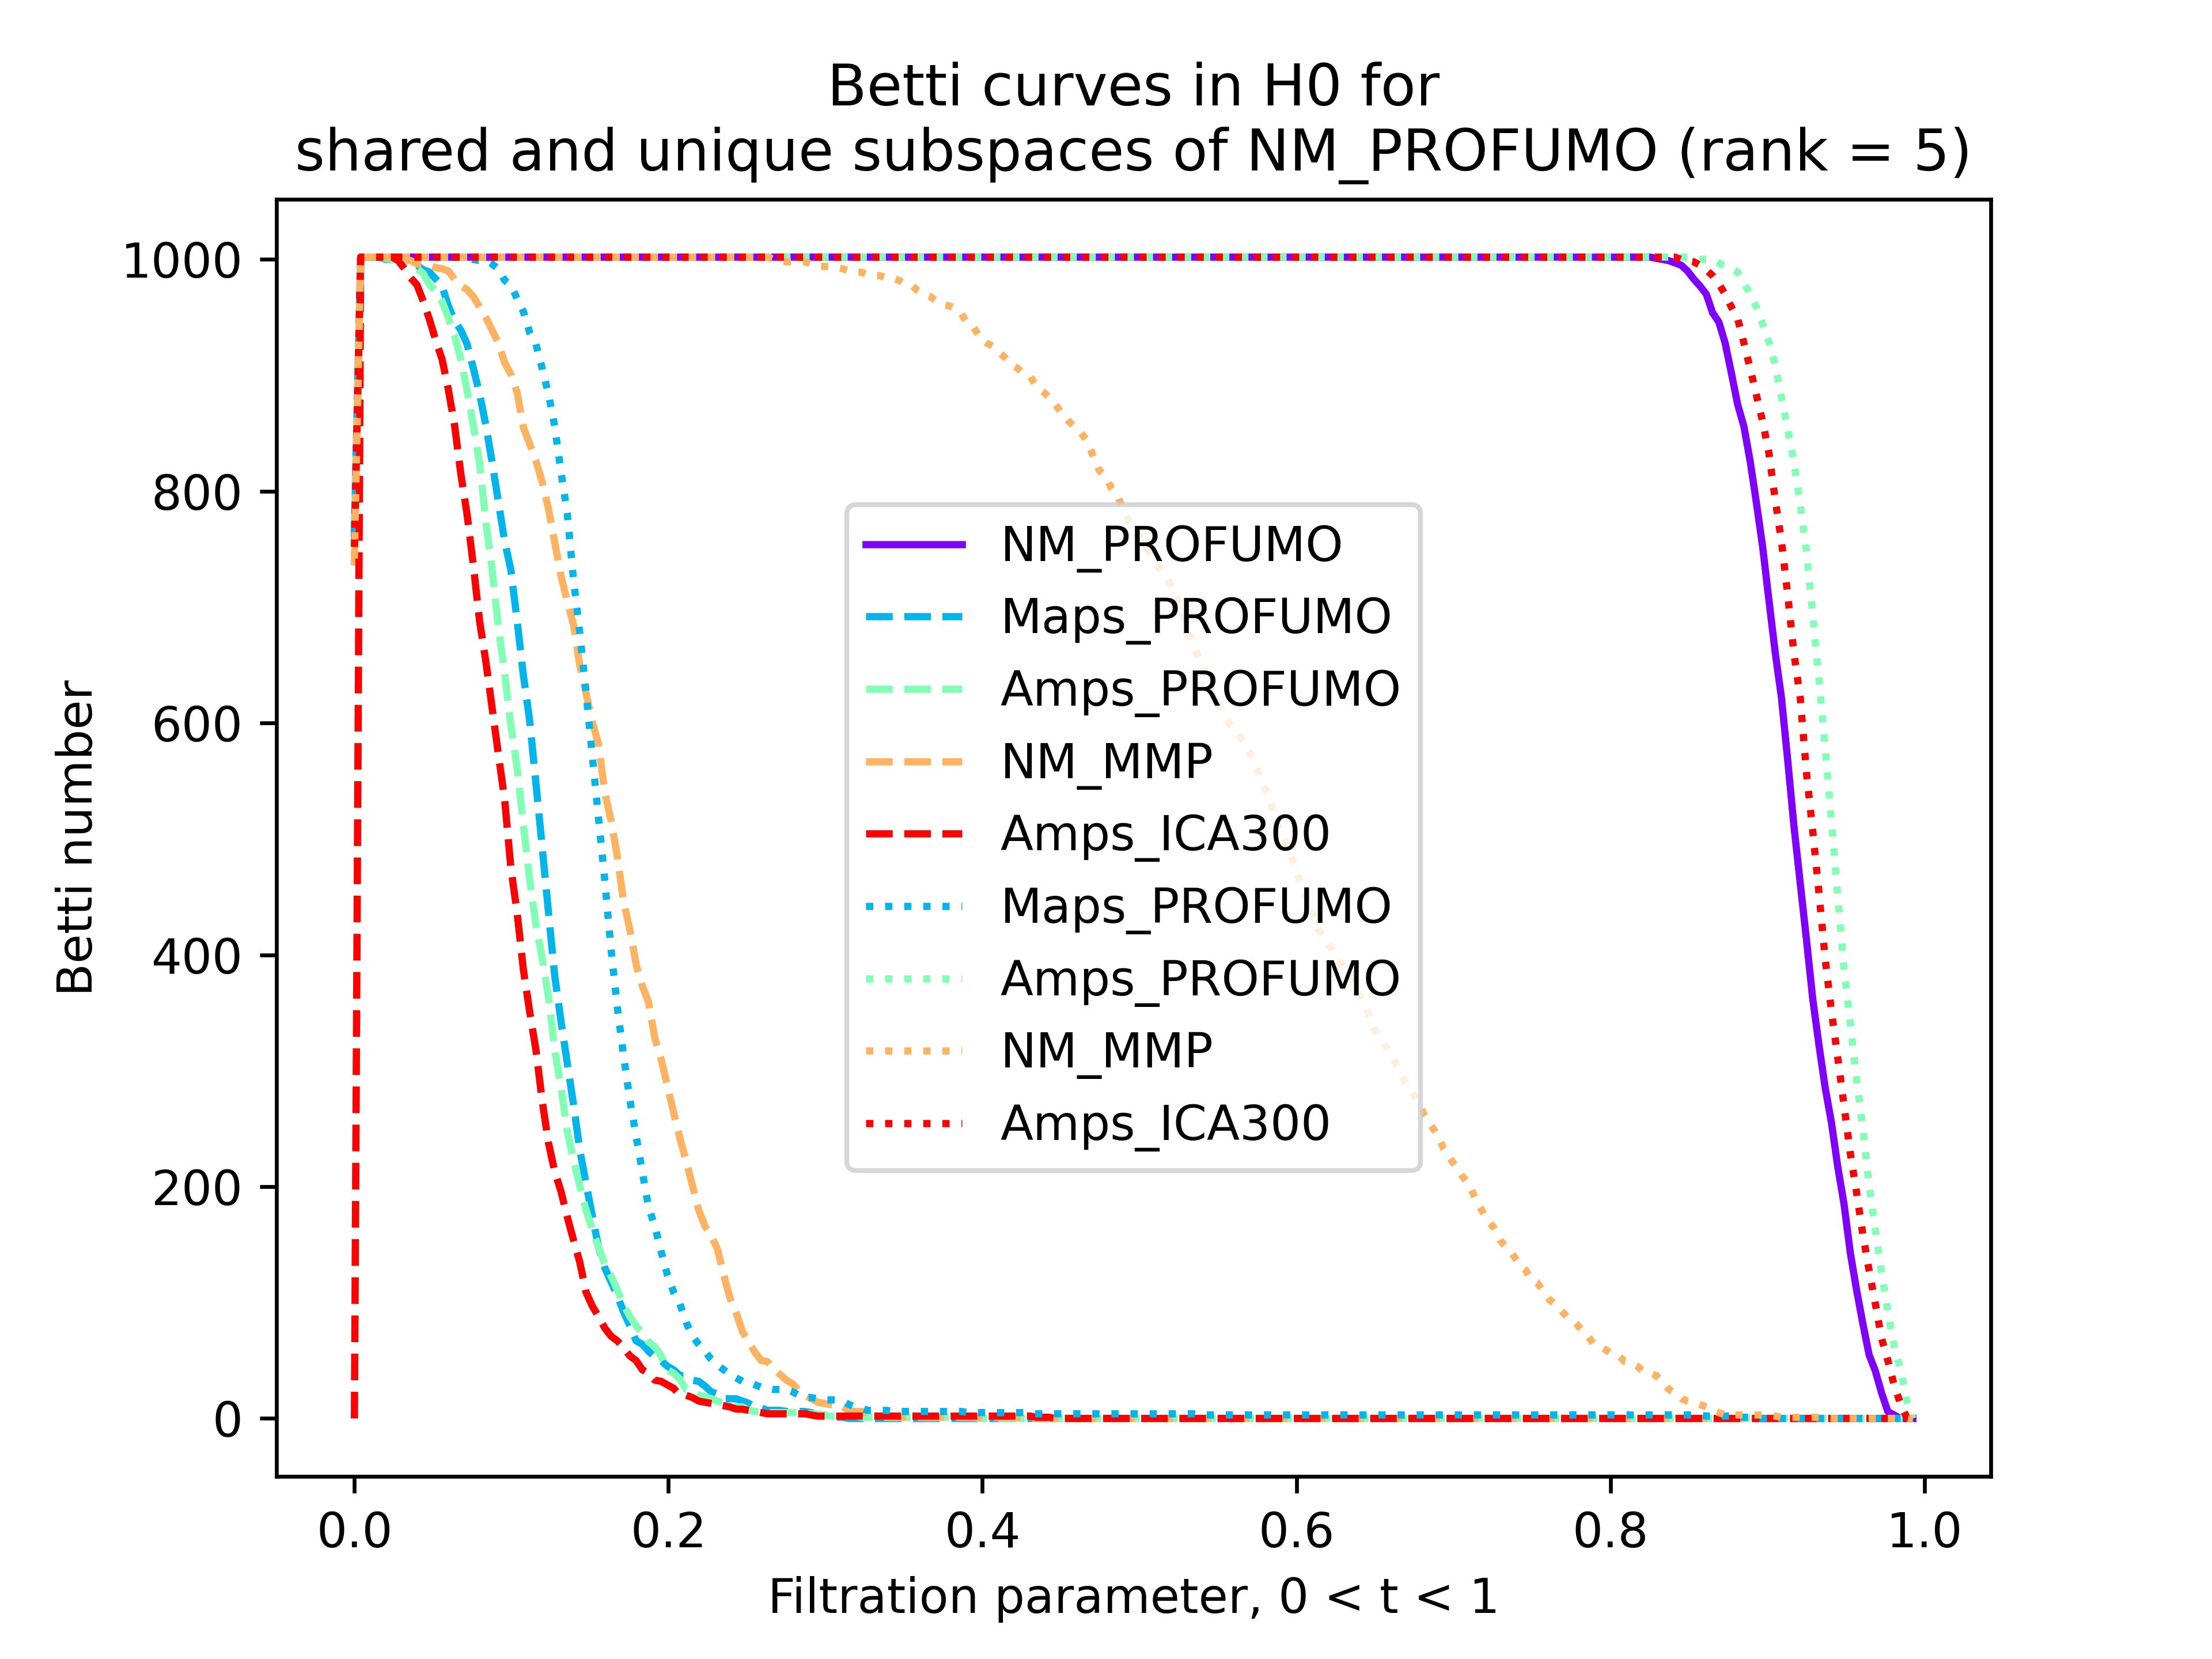 Betti curves in H0 for
shared and unique subspaces of NM_PROFUMO (rank = 5)
Betti number
1000
800
600
400
200
0
NM_PROFUMO
Maps_PROFUMO
Amps_PROFUMO
NM_MMP
Amps_ICA300
Maps_PROFUMO
Amps_PROFUMO
NM_MMP
Amps_ICA300
0.0 0.2 0.4 0.6 0.8 1.0
Filtration parameter, 0 < t < 1